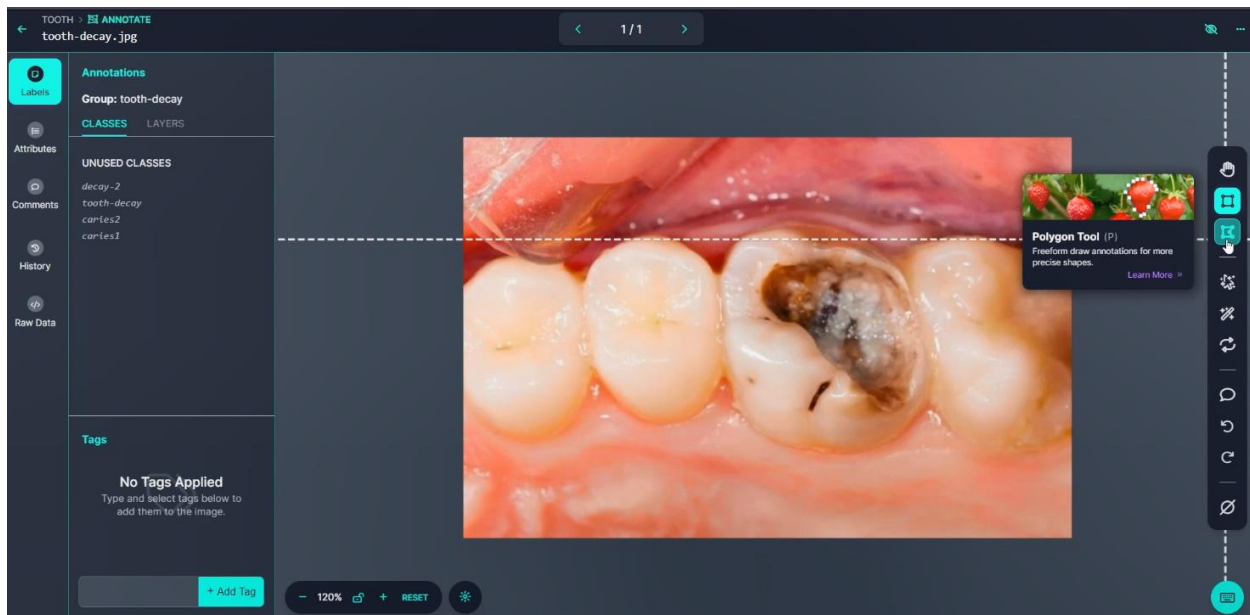 TOOTH > ANNOTATE
tooth-decay.jpg
1 / 1
Labels
Attributes
Comments
History
Raw Data
Annotations
Group: tooth-decay
CLASSES LAYERS
UNUSED CLASSES
decay-2
tooth-decay
caries2
caries1
Polygon Tool (P)
Freeform draw annotations for more
precise shapes.
Learn More »
Tags
No Tags Applied
Type and select tags below to
add them to the image.
+ Add Tag
− 120% + RESET